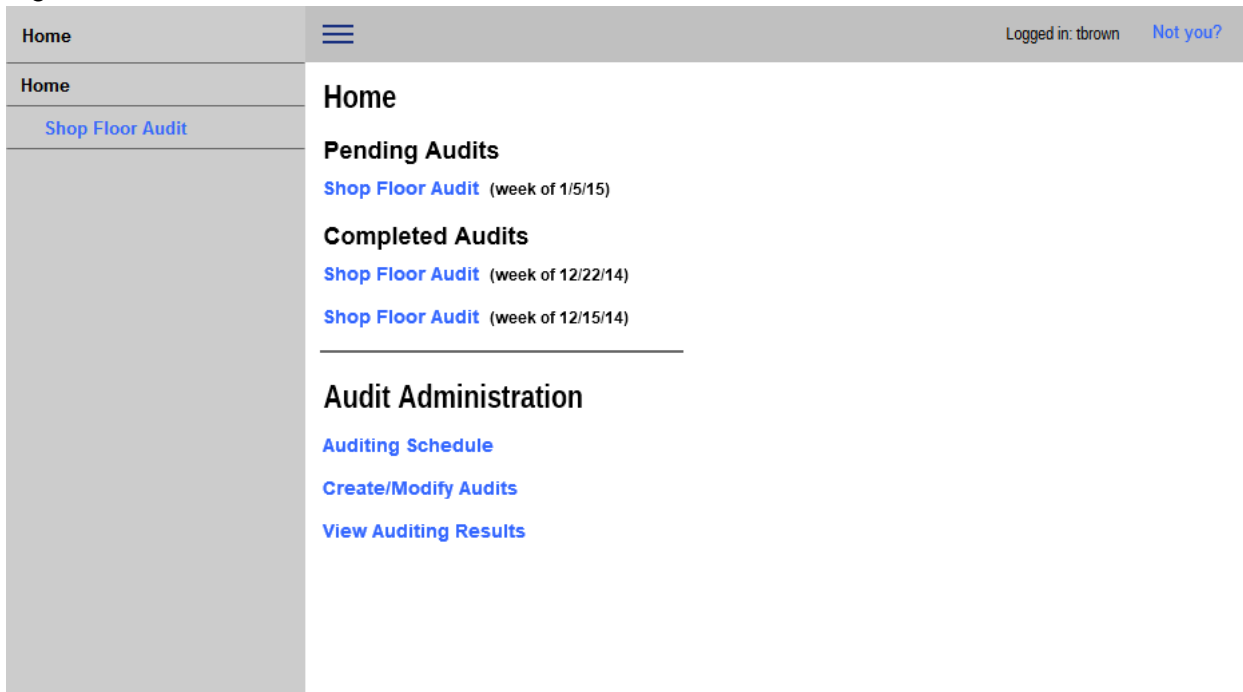 Home
Logged in: tbrown Not you?
Home
Shop Floor Audit
Home
Pending Audits
Shop Floor Audit (week of 1/5/15)
Completed Audits
Shop Floor Audit (week of 12/22/14)
Shop Floor Audit (week of 12/15/14)
Audit Administration
Auditing Schedule
Create/Modify Audits
View Auditing Results